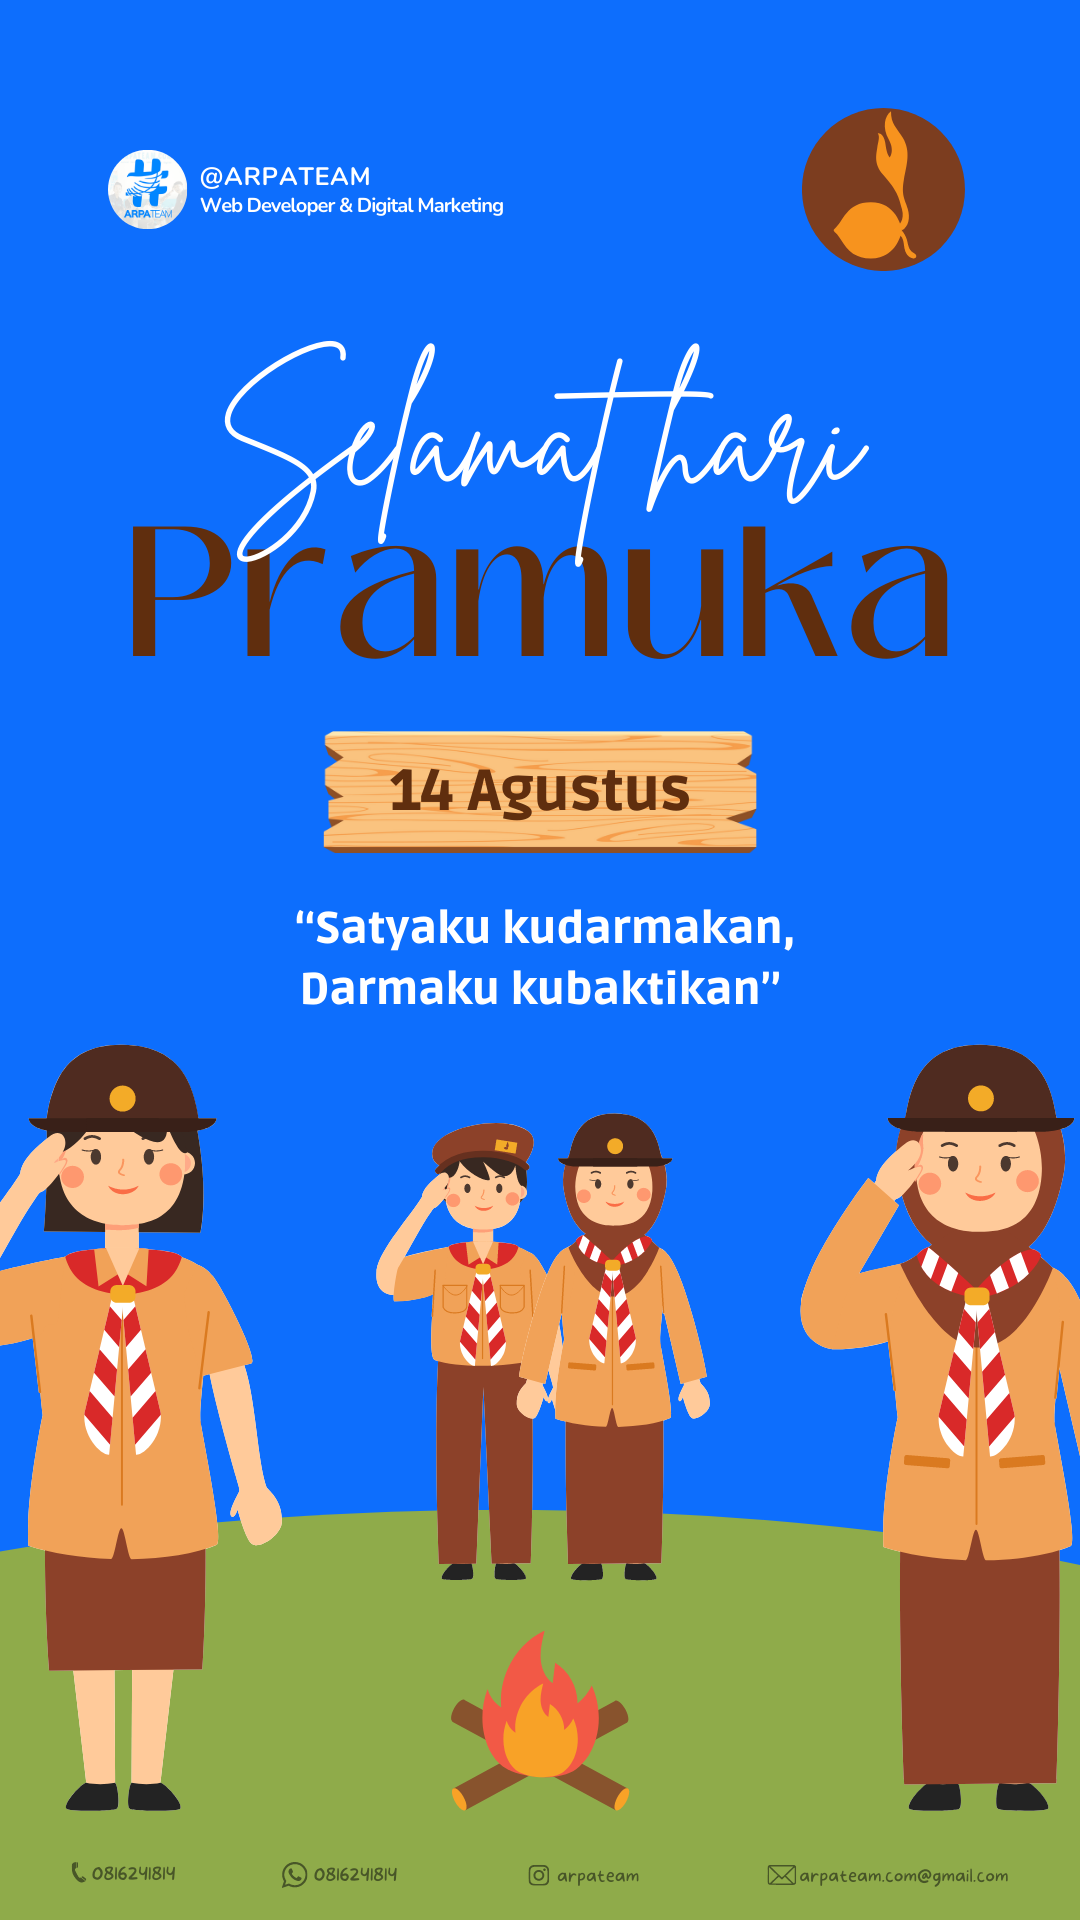 @ARPATEAM
Web Developer & Digital Marketing
ARPATEAM
Selamat hari
Pramuka
14 Agustus
“Satyaku kudarmakan,
Darmaku kubaktikan”
0816241814
0816241814
arpateam
arpateam.com@gmail.com